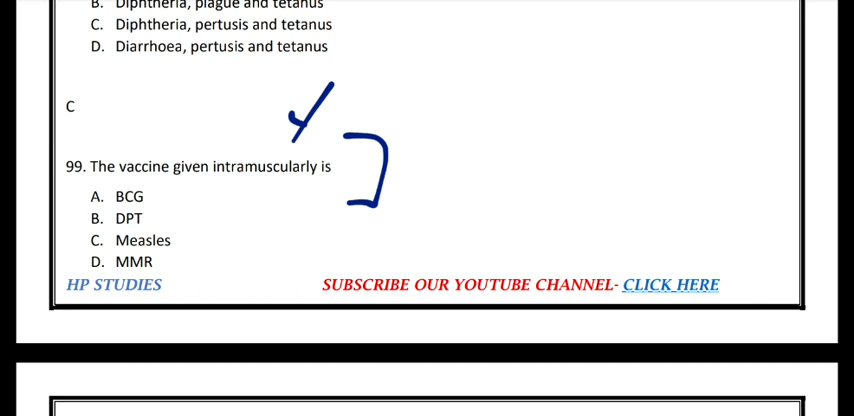 B. Diphtheria, plague and tetanus
C. Diphtheria, pertusis and tetanus
D. Diarrhoea, pertusis and tetanus
C
99. The vaccine given intramuscularly is
A. BCG
B. DPT
C. Measles
D. MMR
HP STUDIES SUBSCRIBE OUR YOUTUBE CHANNEL- CLICK HERE